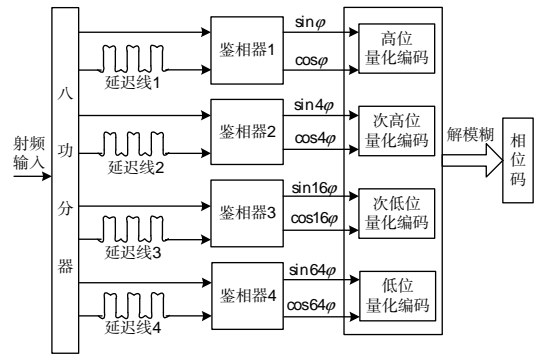 射频
输入
八
功
分
器
延迟线1
鉴相器1
sinφ
cosφ
高位
量化编码
延迟线2
鉴相器2
sin4φ
cos4φ
次高位
量化编码
延迟线3
鉴相器3
sin16φ
cos16φ
次低位
量化编码
延迟线4
鉴相器4
sin64φ
cos64φ
低位
量化编码
解模糊
相
位
码